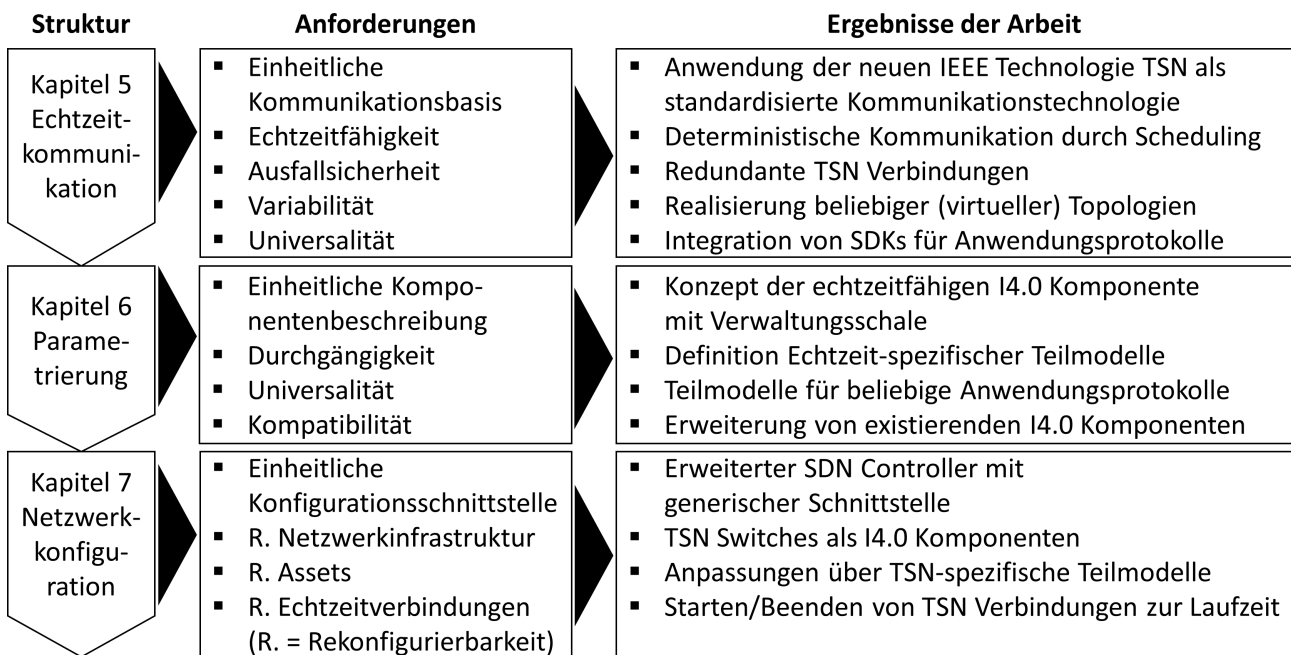 Struktur
Anforderungen
Ergebnisse der Arbeit
Kapitel 5
Echtzeit-
kommuni-
kation
▪ Einheitliche
Kommunikationsbasis
▪ Echtzeitfähigkeit
▪ Ausfallsicherheit
▪ Variabilität
▪ Universalität
▪ Anwendung der neuen IEEE Technologie TSN als
standardisierte Kommunikationstechnologie
▪ Deterministische Kommunikation durch Scheduling
▪ Redundante TSN Verbindungen
▪ Realisierung beliebiger (virtueller) Topologien
▪ Integration von SDKs für Anwendungsprotokolle
Kapitel 6
Parame-
trierung
▪ Einheitliche Kompo-
nentenbeschreibung
▪ Durchgängigkeit
▪ Universalität
▪ Kompatibilität
▪ Konzept der echtzeitfähigen I4.0 Komponente
mit Verwaltungsschale
▪ Definition Echtzeit-spezifischer Teilmodelle
▪ Teilmodelle für beliebige Anwendungsprotokolle
▪ Erweiterung von existierenden I4.0 Komponenten
Kapitel 7
Netzwerk-
konfigu-
ration
▪ Einheitliche
Konfigurationsschnittstelle
▪ R. Netzwerkinfrastruktur
▪ R. Assets
▪ R. Echtzeitverbindungen
(R. = Rekonfigurierbarkeit)
▪ Erweiterter SDN Controller mit
generischer Schnittstelle
▪ TSN Switches als I4.0 Komponenten
▪ Anpassungen über TSN-spezifische Teilmodelle
▪ Starten/Beenden von TSN Verbindungen zur Laufzeit